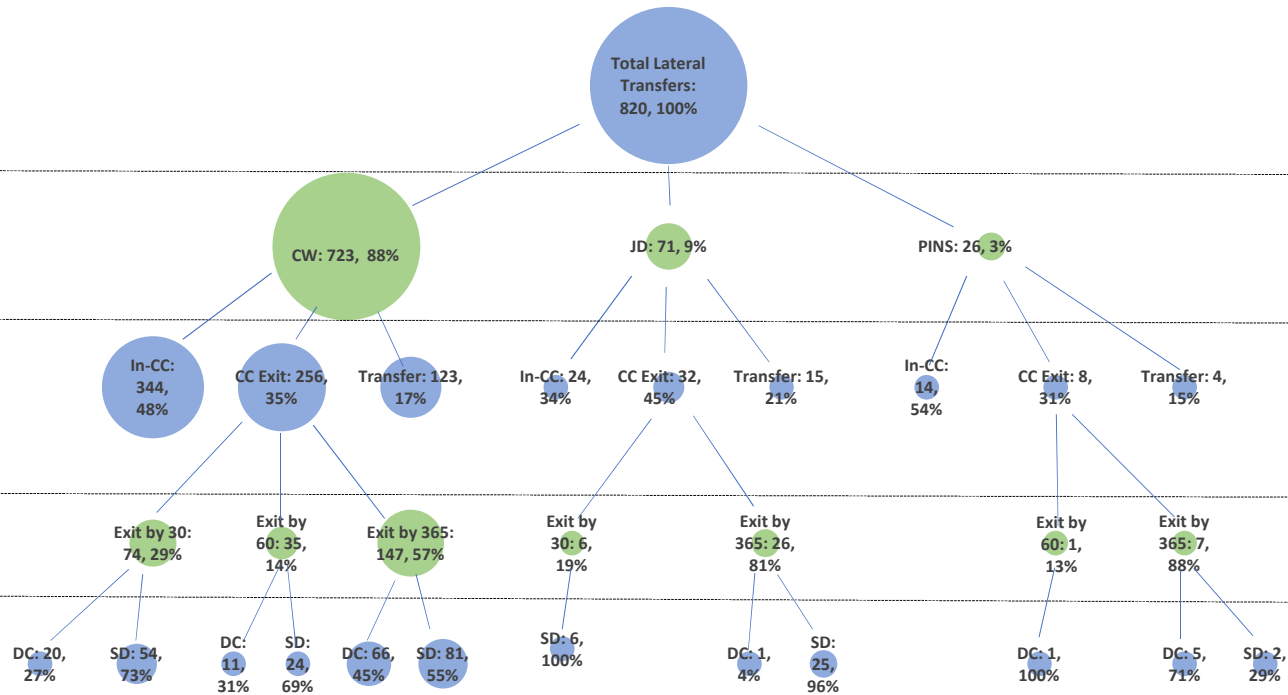 Total Lateral
Transfers:
820, 100%
CW: 723, 88%
JD: 71, 9%
PINS: 26, 3%
In-CC:
344,
48%
CC Exit: 256,
35%
Transfer: 123,
17%
In-CC: 24,
34%
CC Exit: 32,
45%
Transfer: 15,
21%
In-CC:
14,
54%
CC Exit: 8,
31%
Transfer: 4,
15%
Exit by 30:
74, 29%
Exit by
60: 35,
14%
Exit by 365:
147, 57%
Exit by
30: 6,
19%
Exit by
365: 26,
81%
Exit by
60: 1,
13%
Exit by
365: 7,
88%
DC: 20,
27%
SD: 54,
73%
DC:
11,
31%
SD:
24,
69%
DC: 66,
45%
SD: 81,
55%
SD: 6,
100%
DC: 1,
4%
SD:
25,
96%
DC: 1,
100%
DC: 5,
71%
SD: 2,
29%